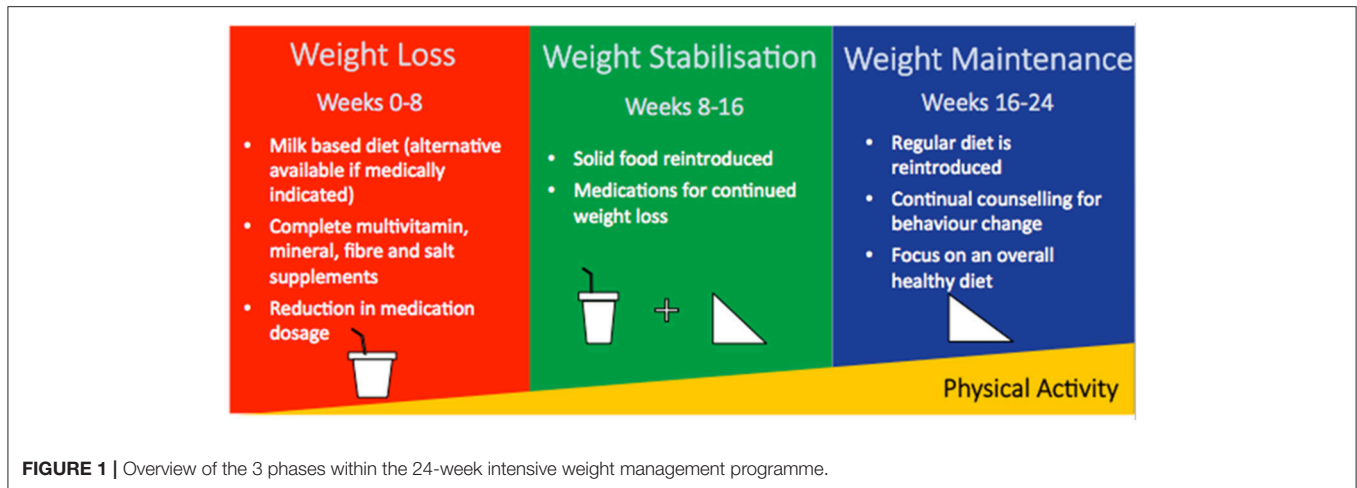 Weight Loss
Weeks 0-8
• Milk based diet (alternative
available if medically
indicated)
• Complete multivitamin,
mineral, fibre and salt
supplements
• Reduction in medication
dosage
Weight Stabilisation
Weeks 8-16
• Solid food reintroduced
• Medications for continued
weight loss
Weight Maintenance
Weeks 16-24
• Regular diet is
reintroduced
• Continual counselling for
behaviour change
• Focus on an overall
healthy diet
Physical Activity
FIGURE 1 | Overview of the 3 phases within the 24-week intensive weight management programme.